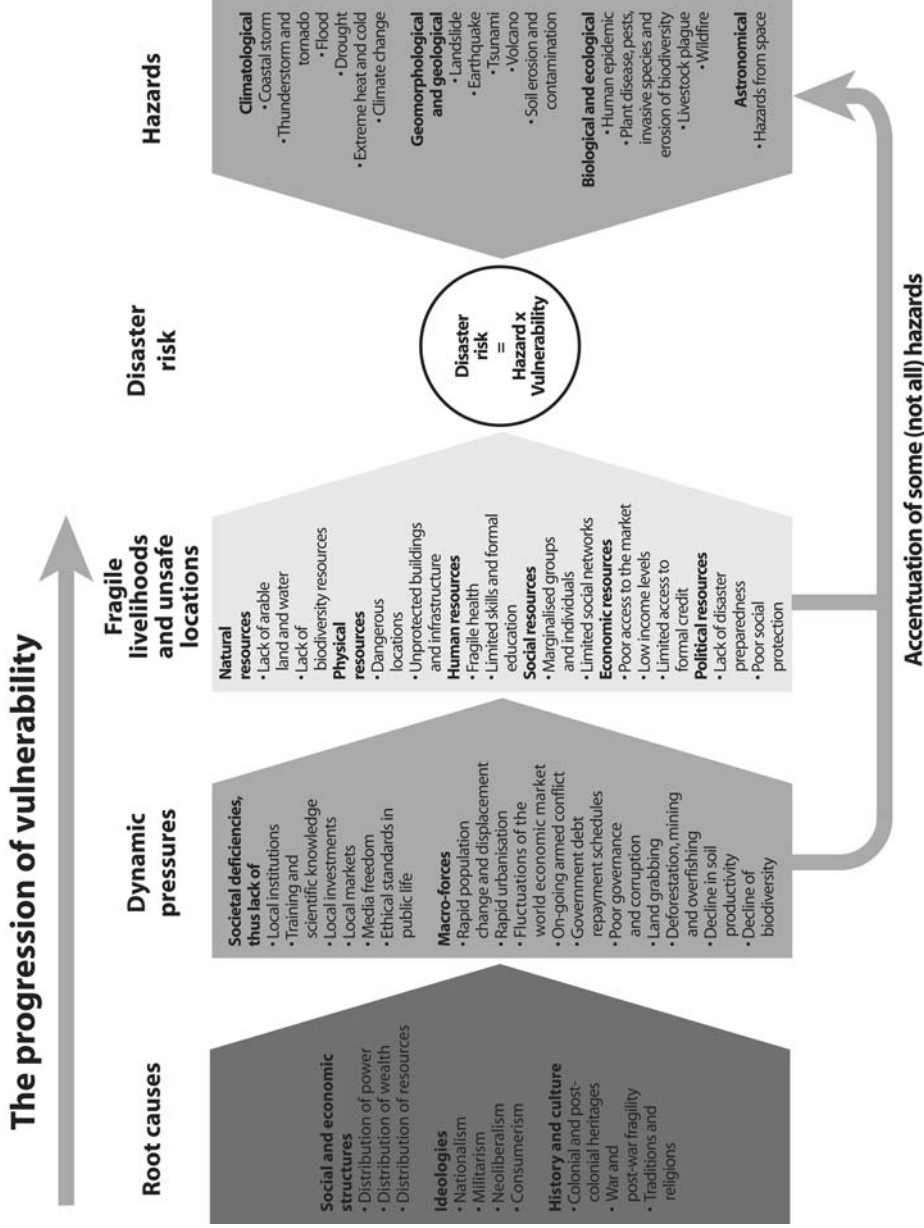 The progression of vulnerability
Root causes
Dynamic
pressures
Fragile
livelihoods
and unsafe
locations
Disaster
risk
Hazards
Social and economic
structures
• Distribution of power
• Distribution of wealth
• Distribution of resources
Ideologies
• Nationalism
• Militarism
• Neoliberalism
• Consumerism
History and culture
• Colonial and post-
colonial heritages
• War and
post-war fragility
• Traditions and
religions
Societal deficiencies,
thus lack of
• Local institutions
• Training and
scientific knowledge
• Local investments
• Local markets
• Media freedom
• Ethical standards in
public life
Macro-forces
• Rapid population
change and displacement
• Rapid urbanisation
• Fluctuations of the
world economic market
• On-going armed conflict
• Government debt
repayment schedules
• Poor governance
and corruption
• Land grabbing
• Deforestation, mining
and overfishing
• Decline in soil
productivity
• Decline of
biodiversity
Natural
resources
• Lack of arable
land and water
• Lack of
biodiversity resources
Physical
resources
• Dangerous
locations
• Unprotected buildings
and infrastructure
Human resources
• Fragile health
• Limited skills and formal
education
Social resources
• Marginalised groups
and individuals
• Limited social networks
Economic resources
• Poor access to the market
• Low income levels
• Limited access to
formal credit
Political resources
• Lack of disaster
preparedness
• Poor social
protection
Disaster
risk
=
Hazard x
Vulnerability
Climatological
• Coastal storm
• Thunderstorm and
tornado
• Flood
• Drought
• Extreme heat and cold
• Climate change
Geomorphological
and geological
• Landslide
• Earthquake
• Tsunami
• Volcano
• Soil erosion and
contamination
Biological and ecological
• Human epidemic
• Plant disease, pests,
invasive species and
erosion of biodiversity
• Livestock plague
• Wildfire
Astronomical
• Hazards from space
Accentuation of some (not all) hazards